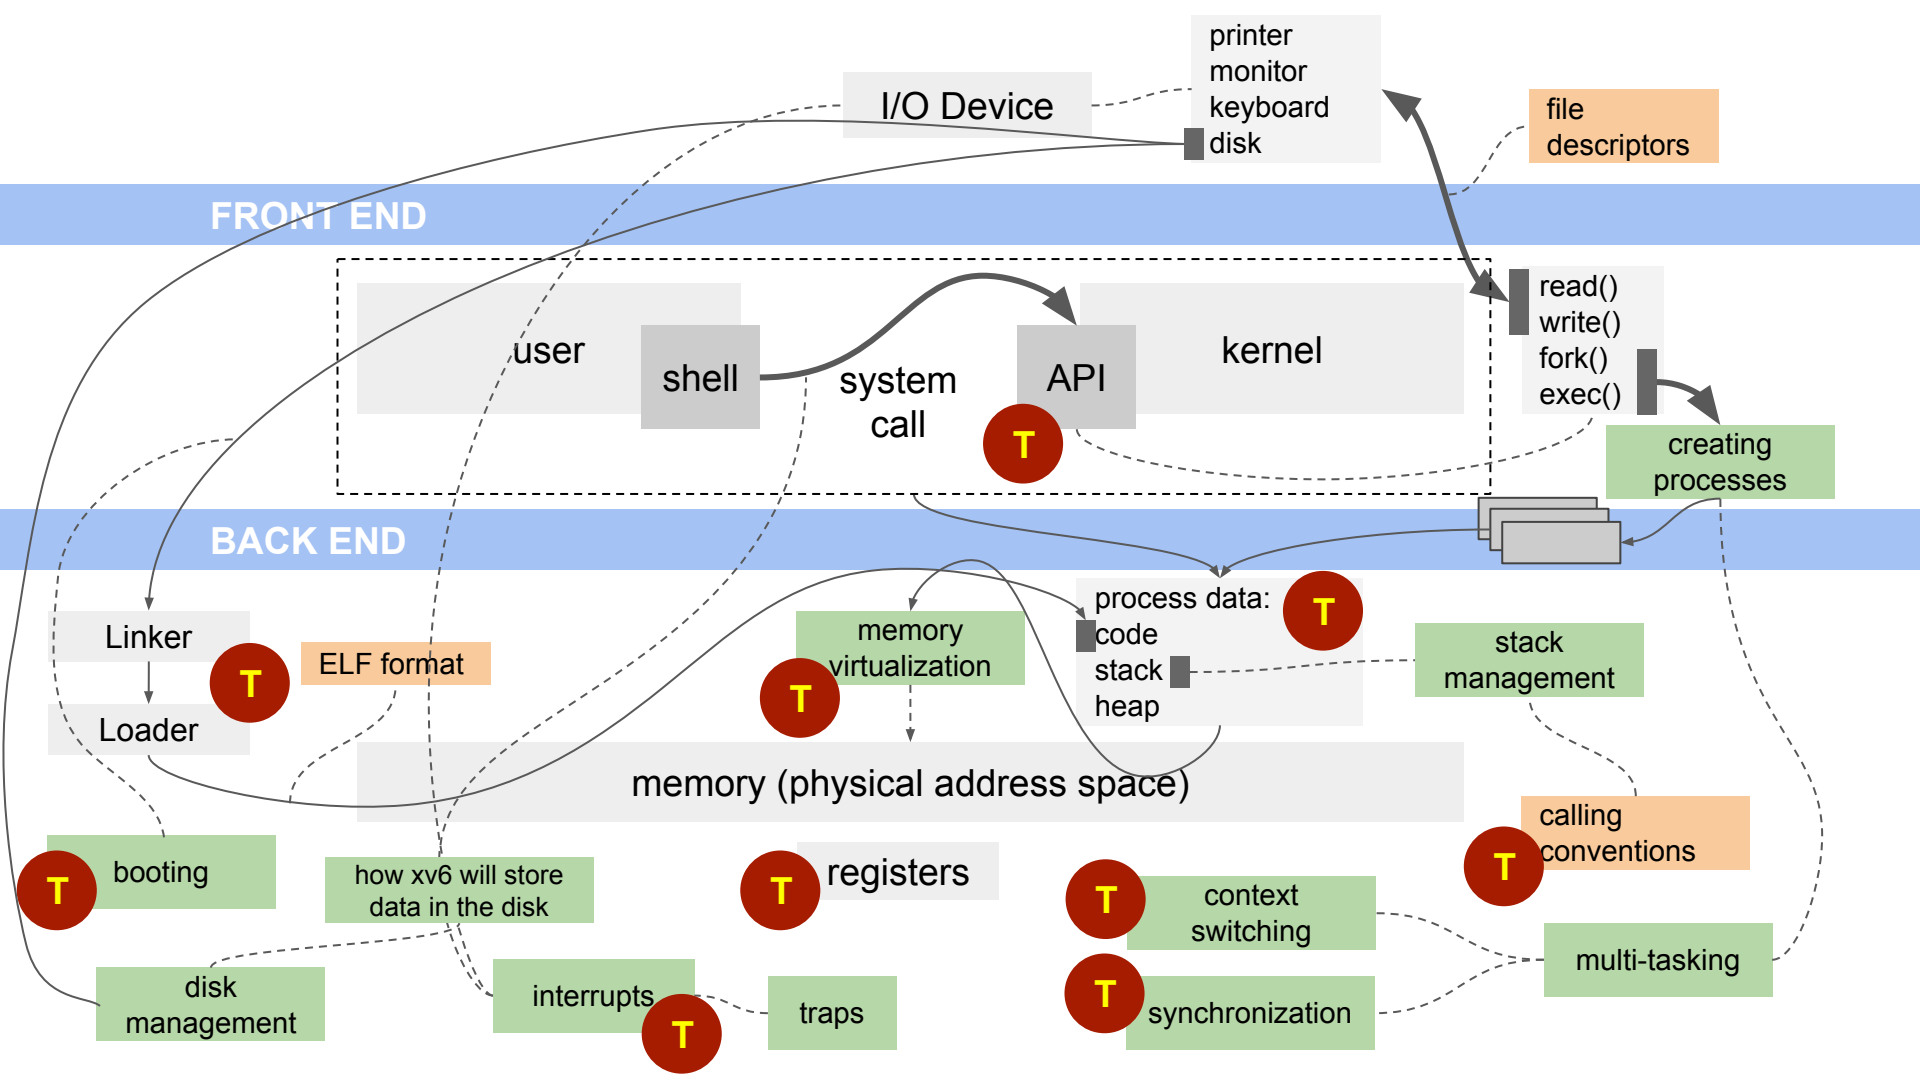 printer
monitor
keyboard
disk
I/O Device
file
descriptors
FRONT END
user
shell
system
call
API
T
kernel
read()
write()
fork()
exec()
creating
processes
BACK END
process data:
code
stack
heap
T
Linker
T
Loader
ELF format
memory
virtualization
T
stack
management
memory (physical address space)
calling
conventions
T
booting
T
how xv6 will store
data in the disk
registers
T
context
switching
T
multi-tasking
disk
management
interrupts
T
traps
synchronization
T